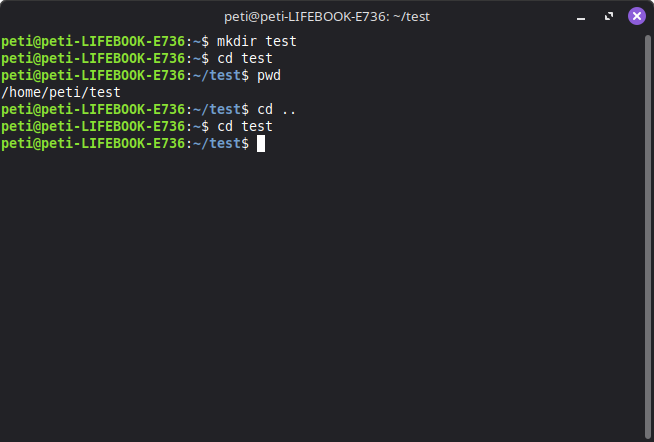 peti@peti-LIFEBOOK-E736: ~/test
peti@peti-LIFEBOOK-E736:~$ mkdir test
peti@peti-LIFEBOOK-E736:~$ cd test
peti@peti-LIFEBOOK-E736:~/test$ pwd
/home/peti/test
peti@peti-LIFEBOOK-E736:~/test$ cd ..
peti@peti-LIFEBOOK-E736:~$ cd test
peti@peti-LIFEBOOK-E736:~/test$